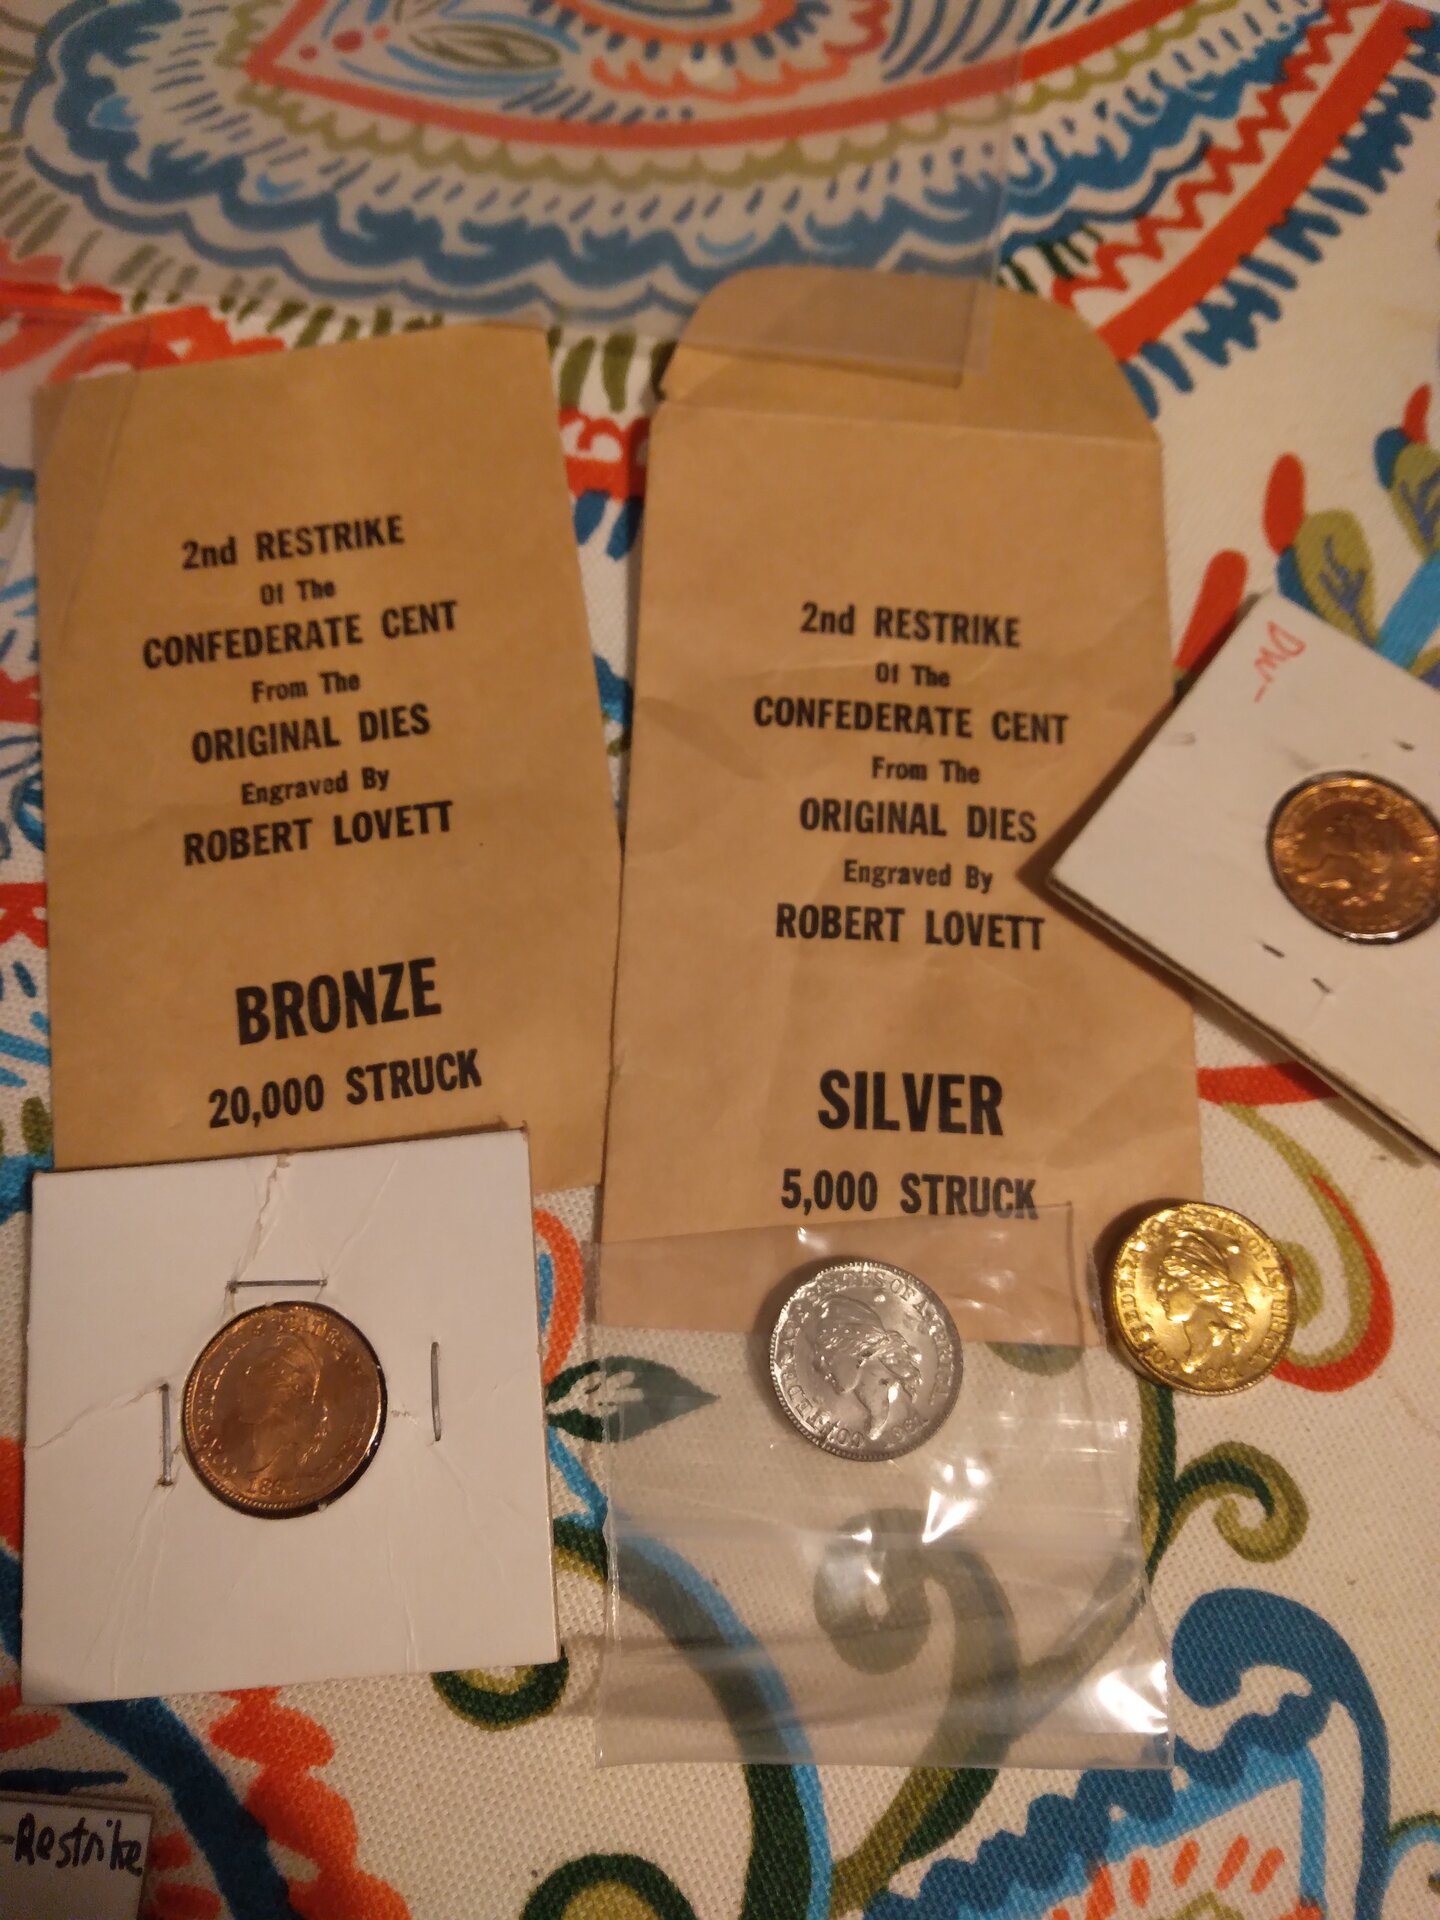 2nd RESTRIKE
Of The
CONFEDERATE CENT
From The
ORIGINAL DIES
Engraved By
ROBERT LOVETT
BRONZE
20,000 STRUCK
2nd RESTRIKE
Of The
CONFEDERATE CENT
From The
ORIGINAL DIES
Engraved By
ROBERT LOVETT
SILVER
5,000 STRUCK
-Restrike